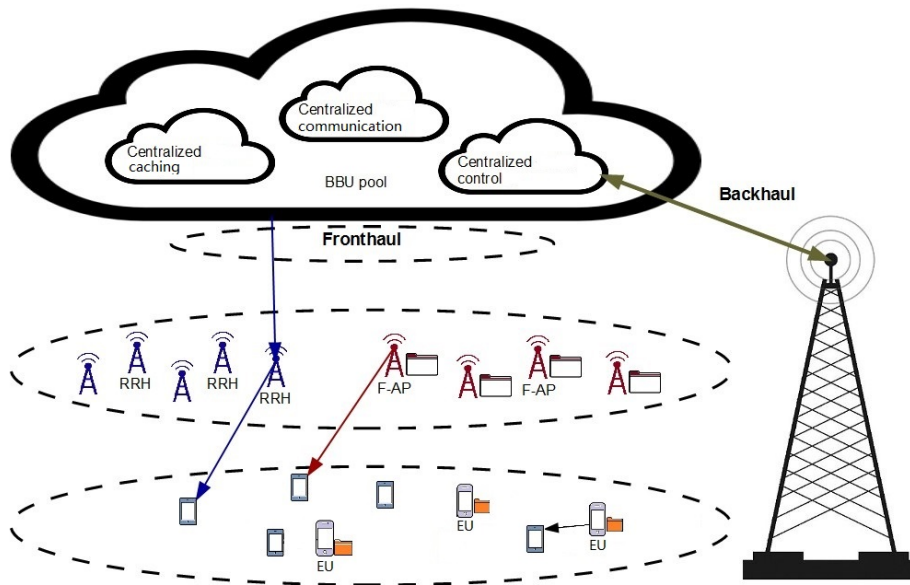 Centralized
communication
Centralized
caching
Centralized
control
BBU pool
Backhaul
Fronthaul
RRH
RRH
RRH
F-AP
F-AP
EU
EU
EU